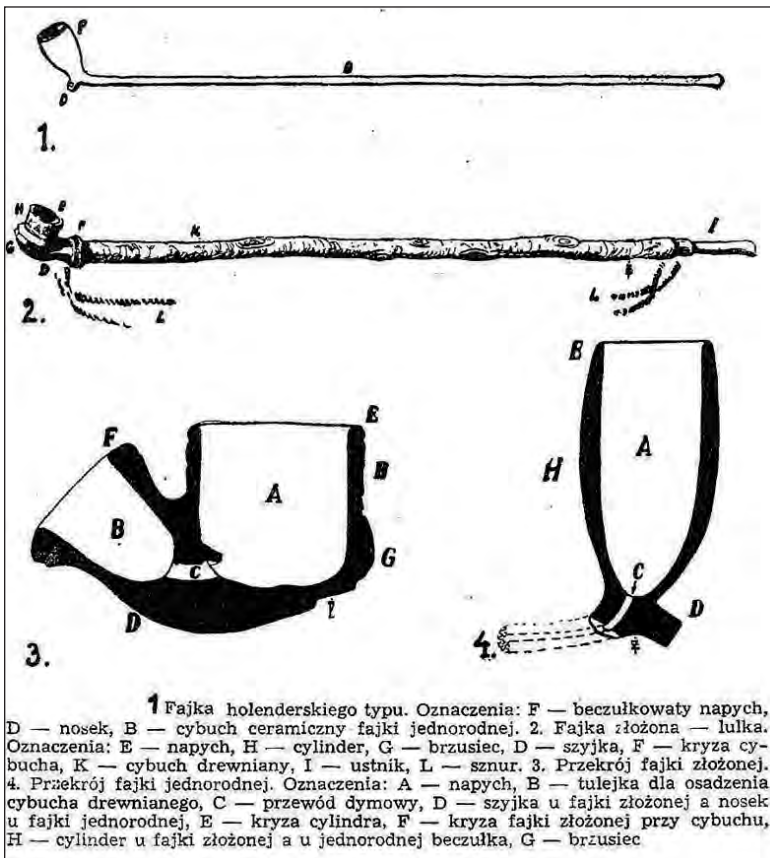 F
B
D
1.
H
E
F
K
I
G
D
L
L
2.
E
B
F
A
H
A
B
H
C
G
C
D
D
3.
4.
1 Fajka holenderskiego typu. Oznaczenia: F — beczułkowaty napych,
D — nosek, B — cybuch ceramiczny fajki jednorodnej. 2. Fajka złożona — lulka.
Oznaczenia: E — napych, H — cylinder, G — brzusiec, D — szyjka, F — kryza cy-
bucha, K — cybuch drewniany, I — ustnik, L — sznur. 3. Przekrój fajki złożonej.
4. Przekrój fajki jednorodnej. Oznaczenia: A — napych, B — tulejka dla osadzenia
cybucha drewnianego, C — przewód dymowy, D — szyjka u fajki złożonej a nosek
u fajki jednorodnej, E — kryza cylindra, F — kryza fajki złożonej przy cybuchu,
H — cylinder u fajki złożonej a u jednorodnej beczułka, G — brzusiec